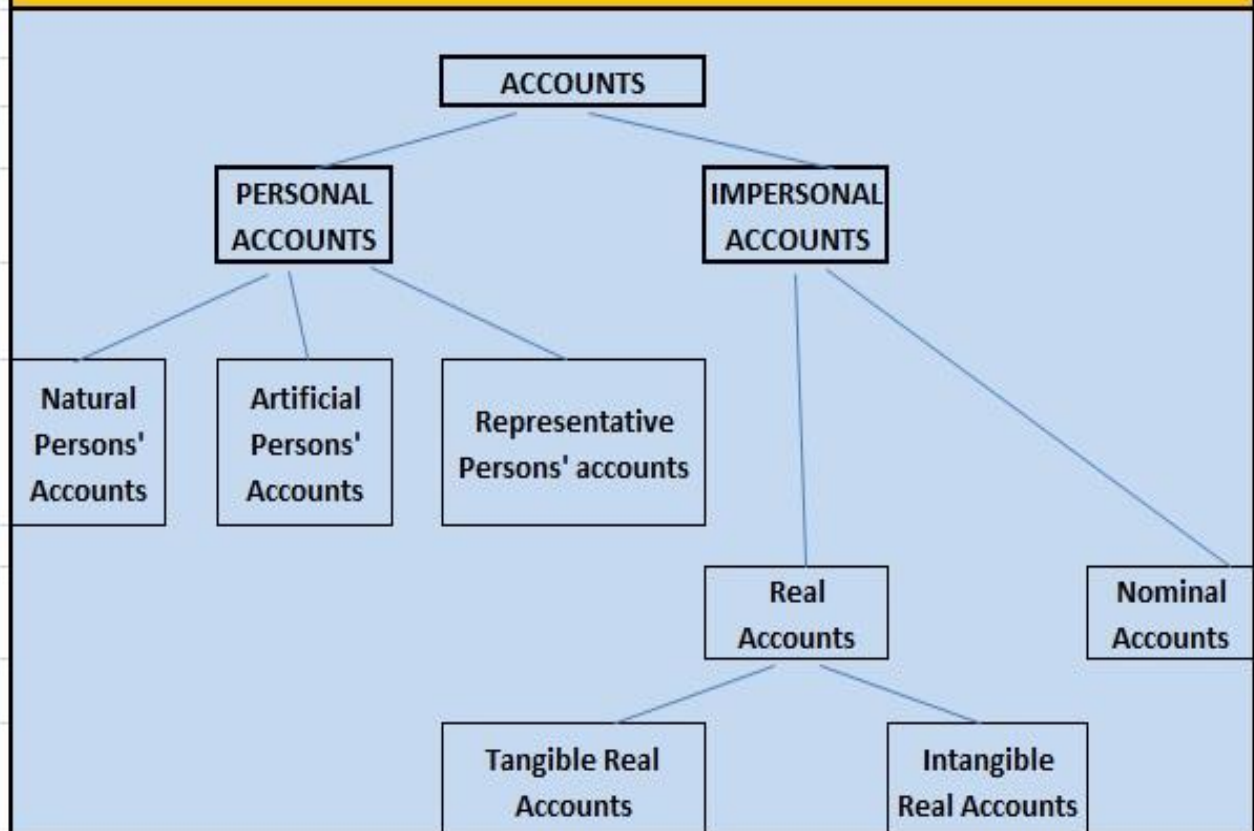 ACCOUNTS
PERSONAL
ACCOUNTS
IMPERSONAL
ACCOUNTS
Natural
Persons'
Accounts
Artificial
Persons'
Accounts
Representative
Persons' accounts
Real
Accounts
Nominal
Accounts
Tangible Real
Accounts
Intangible
Real Accounts